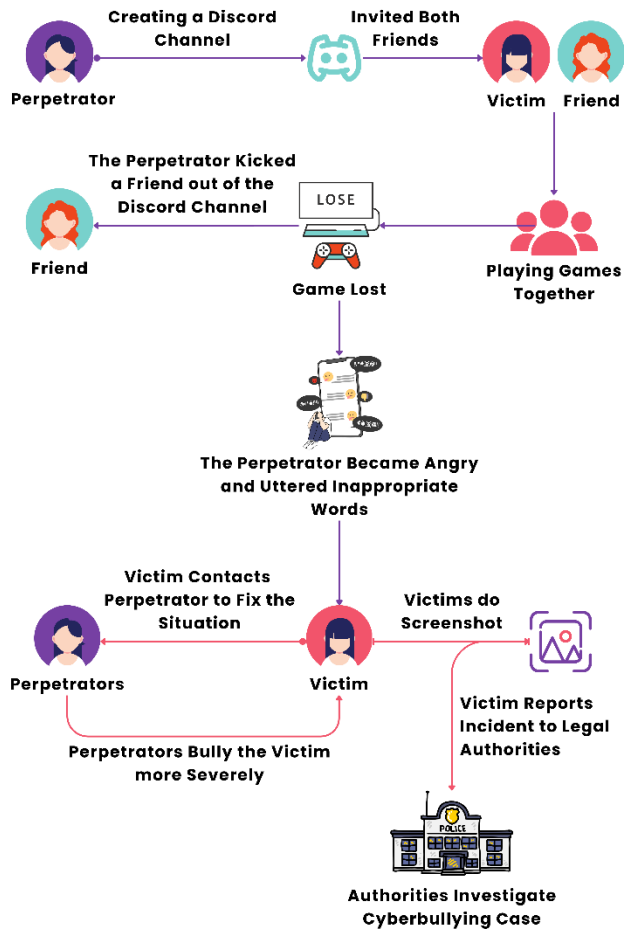 Creating a Discord
Channel
Invited Both
Friends
Perpetrator
Victim
Friend
The Perpetrator Kicked
a Friend out of the
Discord Channel
LOSE
Friend
Game Lost
Playing Games
Together
The Perpetrator Became Angry
and Uttered Inappropriate
Words
Victim Contacts
Perpetrator to Fix the
Situation
Victims do
Screenshot
Perpetrators
Victim
Victim Reports
Incident to Legal
Authorities
Perpetrators Bully the Victim
more Severely
POLICE
Authorities Investigate
Cyberbullying Case